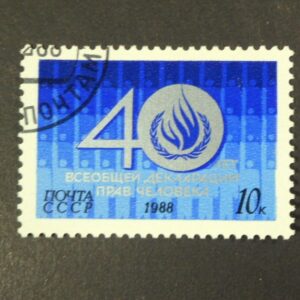 ПОЧТАМ
40 ЛЕТ
ВСЕОБЩЕЙ ДЕКЛАРАЦИИ
ПРАВ ЧЕЛОВЕКА
ПОЧТА
СССР
1988
10к